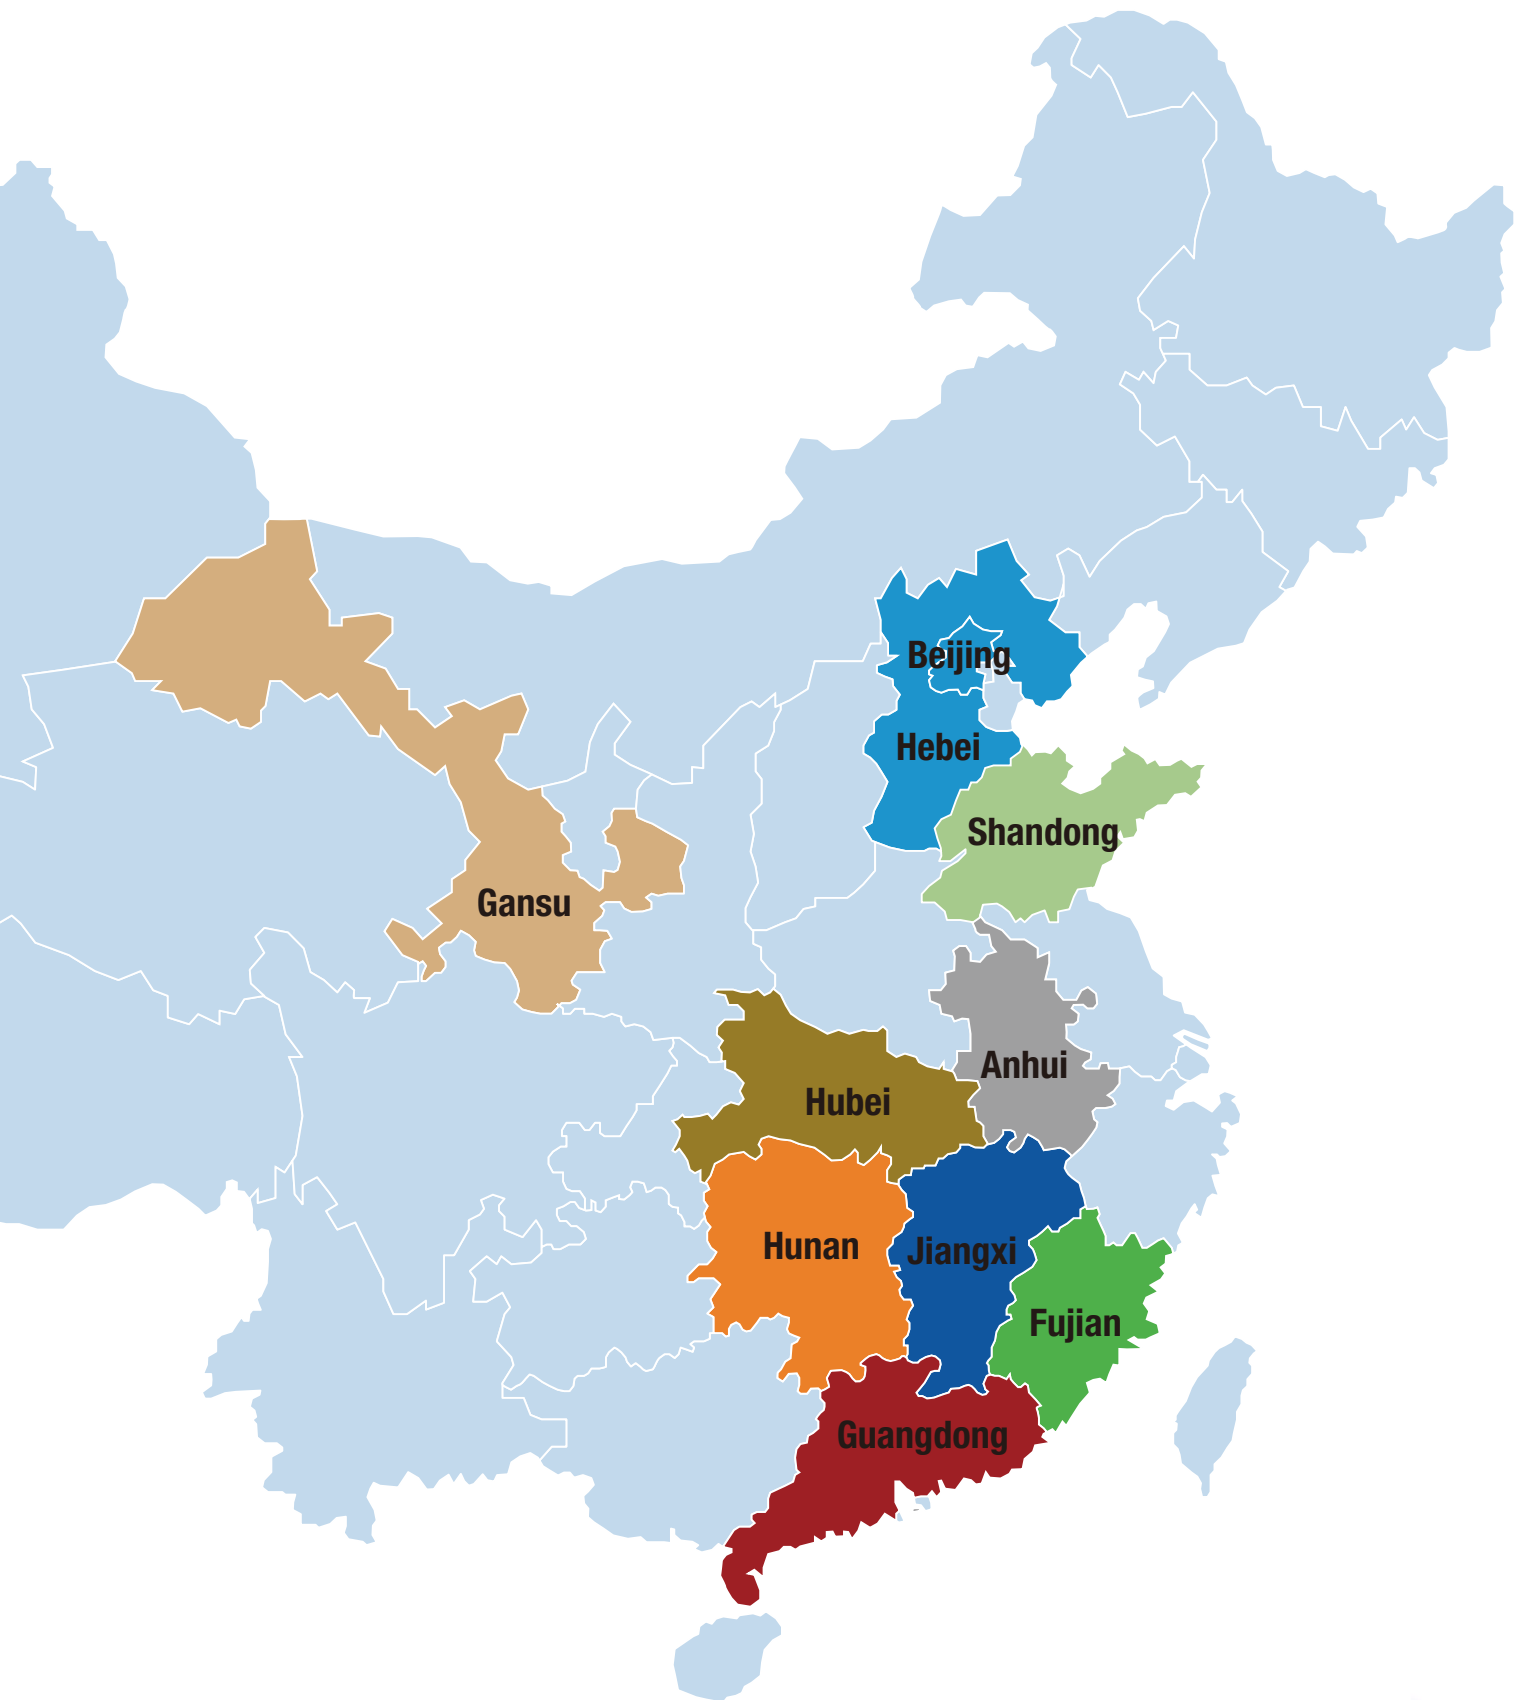 Beijing
Hebei
Shandong
Gansu
Anhui
Hubei
Hunan
Jiangxi
Fujian
Guangdong